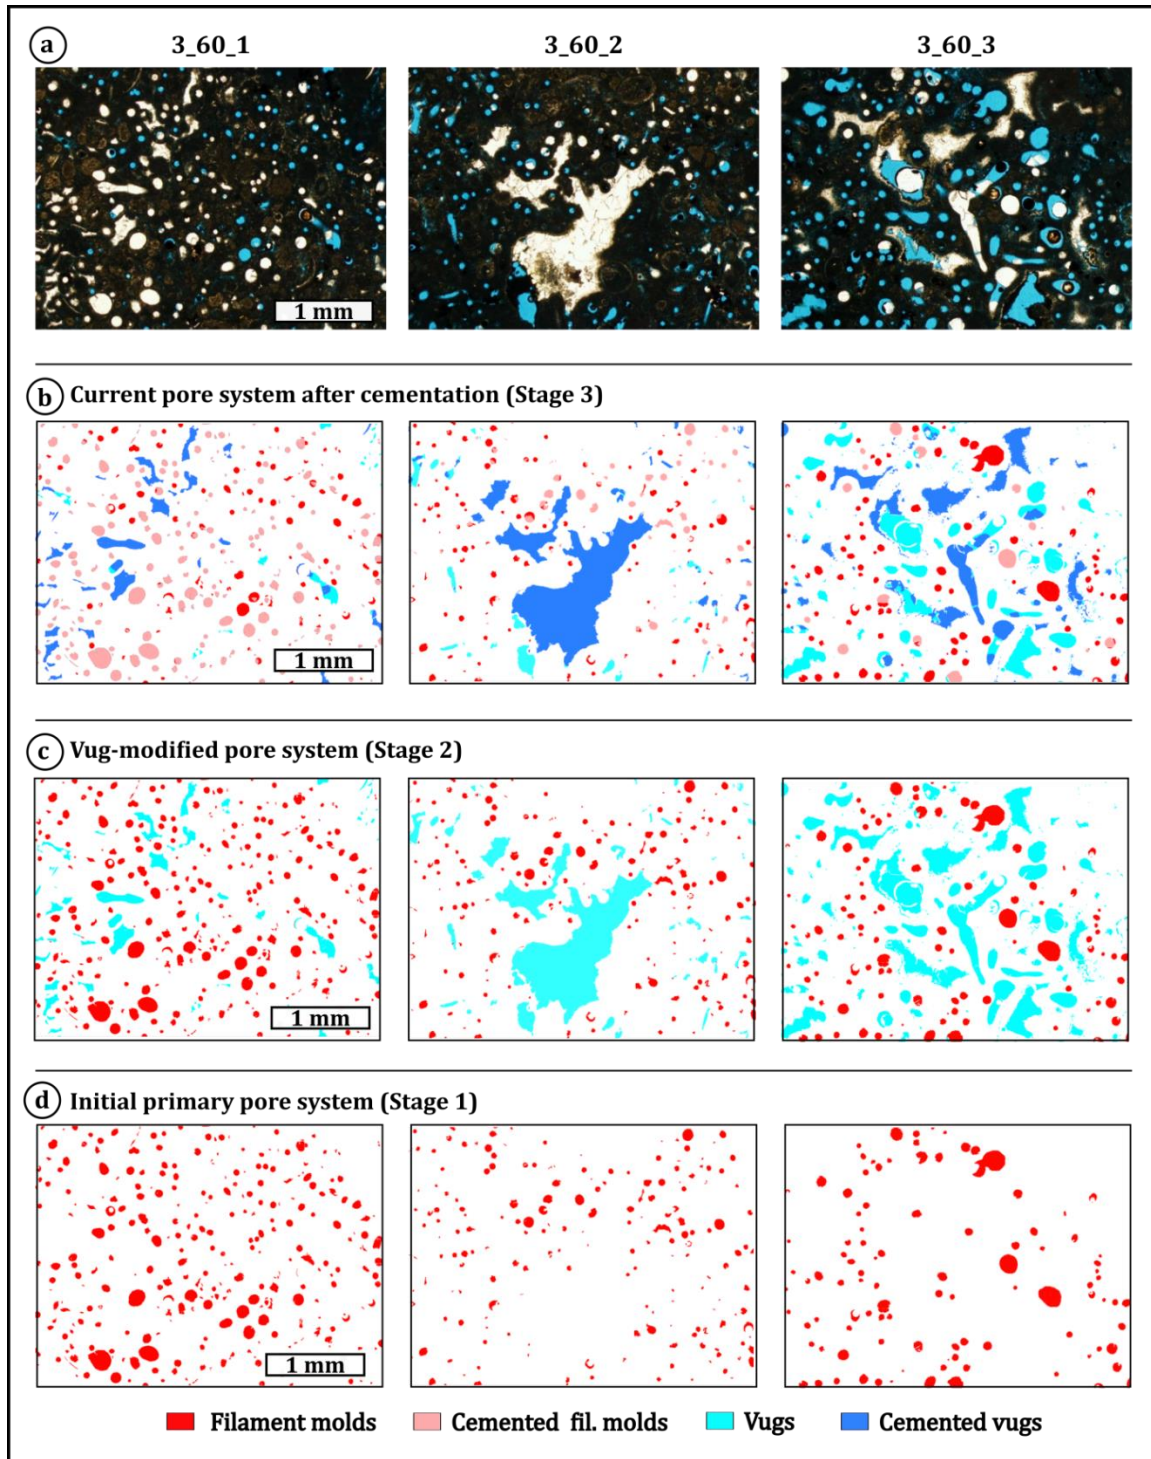 a 3_60_1 3_60_2 3_60_3
1 mm
b Current pore system after cementation (Stage 3)
1 mm
c Vug-modified pore system (Stage 2)
1 mm
d Initial primary pore system (Stage 1)
1 mm
Filament molds Cemented fil. molds Vugs Cemented vugs